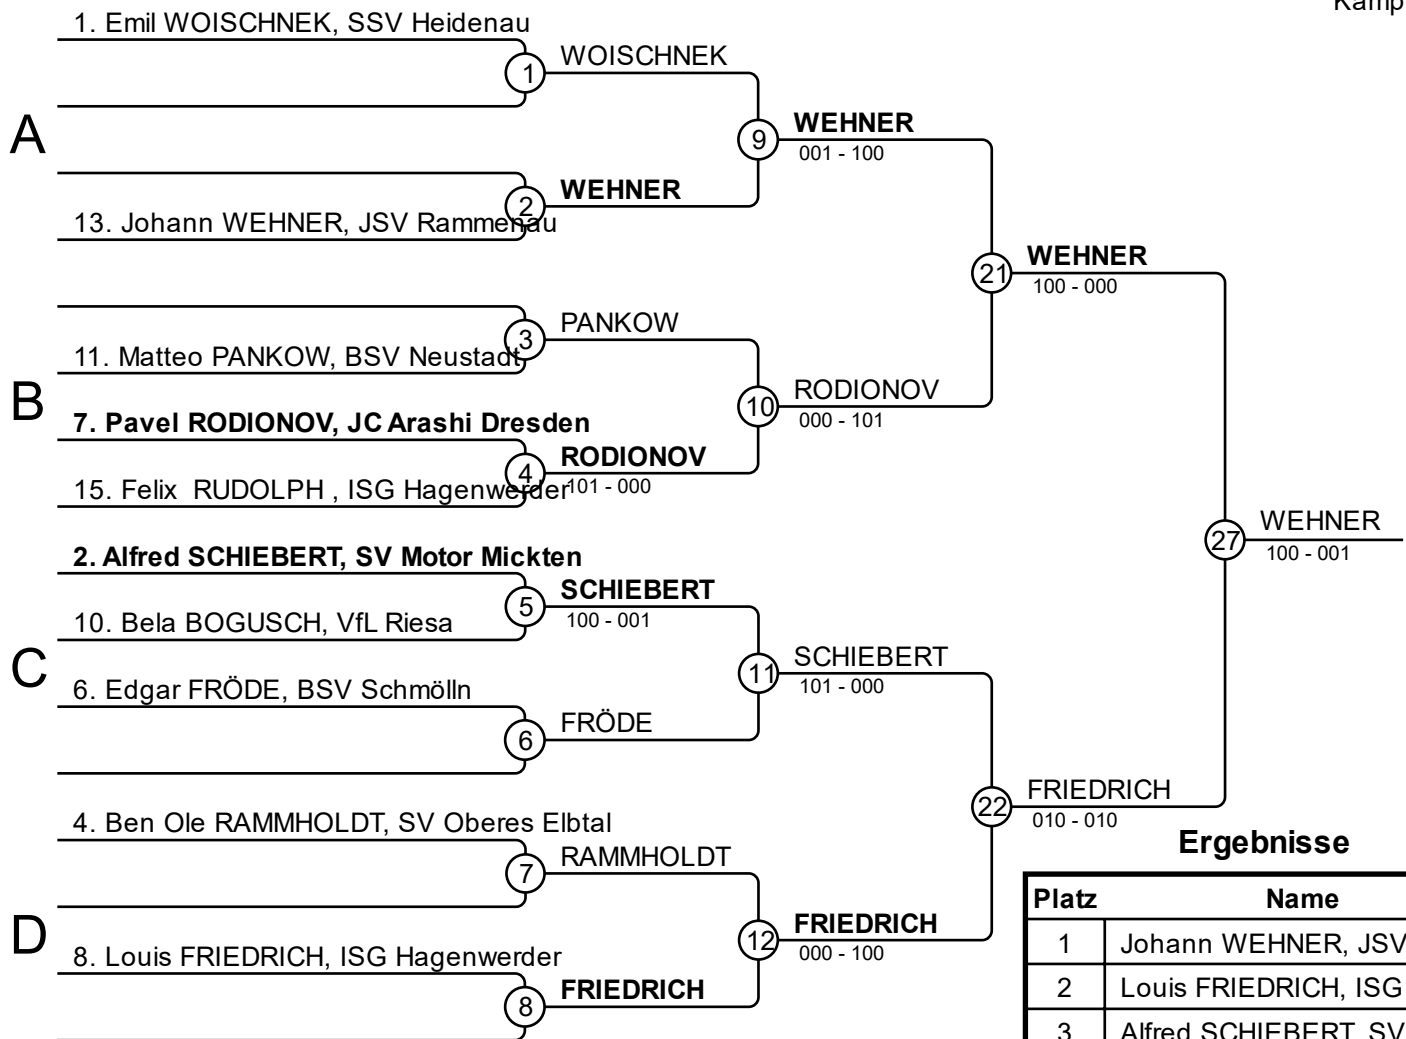 Kamp
1. Emil WOISCHNEK, SSV Heidenau
1
WOISCHNEK
A
9
WEHNER
001 - 100
2
WEHNER
13. Johann WEHNER, JSV Rammenau
21
WEHNER
100 - 000
3
PANKOW
11. Matteo PANKOW, BSV Neustadt
B
10
RODIONOV
000 - 101
7. Pavel RODIONOV, JC Arashi Dresden
4
RODIONOV
101 - 000
15. Felix RUDOLPH , ISG Hagenwerder
27
WEHNER
100 - 001
2. Alfred SCHIEBERT, SV Motor Mickten
5
SCHIEBERT
100 - 001
10. Bela BOGUSCH, VfL Riesa
C
11
SCHIEBERT
101 - 000
6. Edgar FRÖDE, BSV Schmölln
6
FRÖDE
22
FRIEDRICH
010 - 010
4. Ben Ole RAMMHOLDT, SV Oberes Elbtal
7
RAMMHOLDT
D
12
FRIEDRICH
000 - 100
8. Louis FRIEDRICH, ISG Hagenwerder
8
FRIEDRICH
Ergebnisse
Platz Name
1 Johann WEHNER, JSV
2 Louis FRIEDRICH, ISG
3 Alfred SCHIEBERT, SV